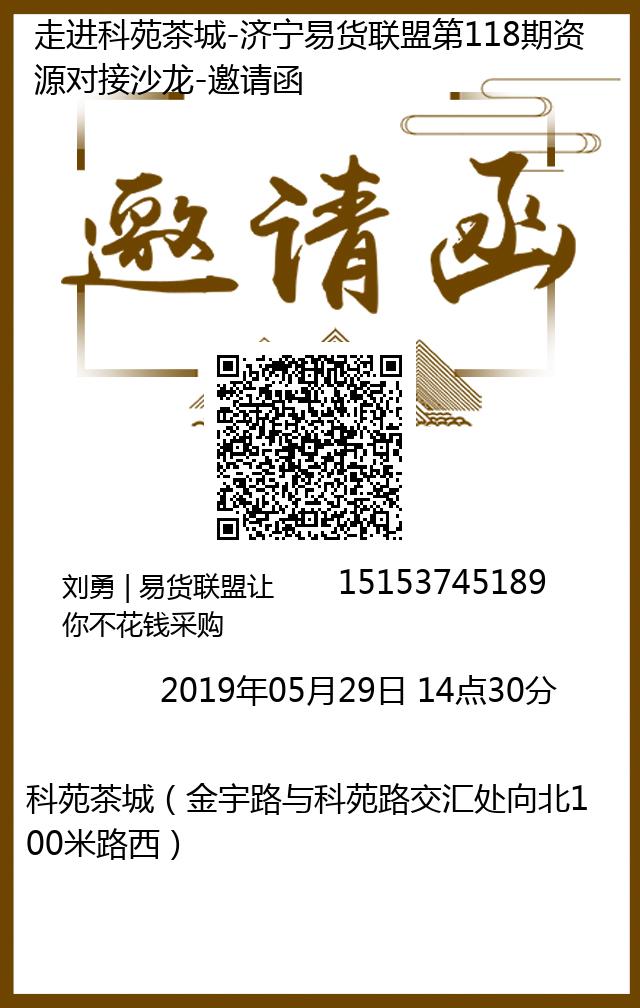 走进科苑茶城-济宁易货联盟第118期资
源对接沙龙-邀请函
邀请函
刘勇 | 易货联盟让
你不花钱采购
15153745189
2019年05月29日 14点30分
科苑茶城（金宇路与科苑路交汇处向北1
00米路西）